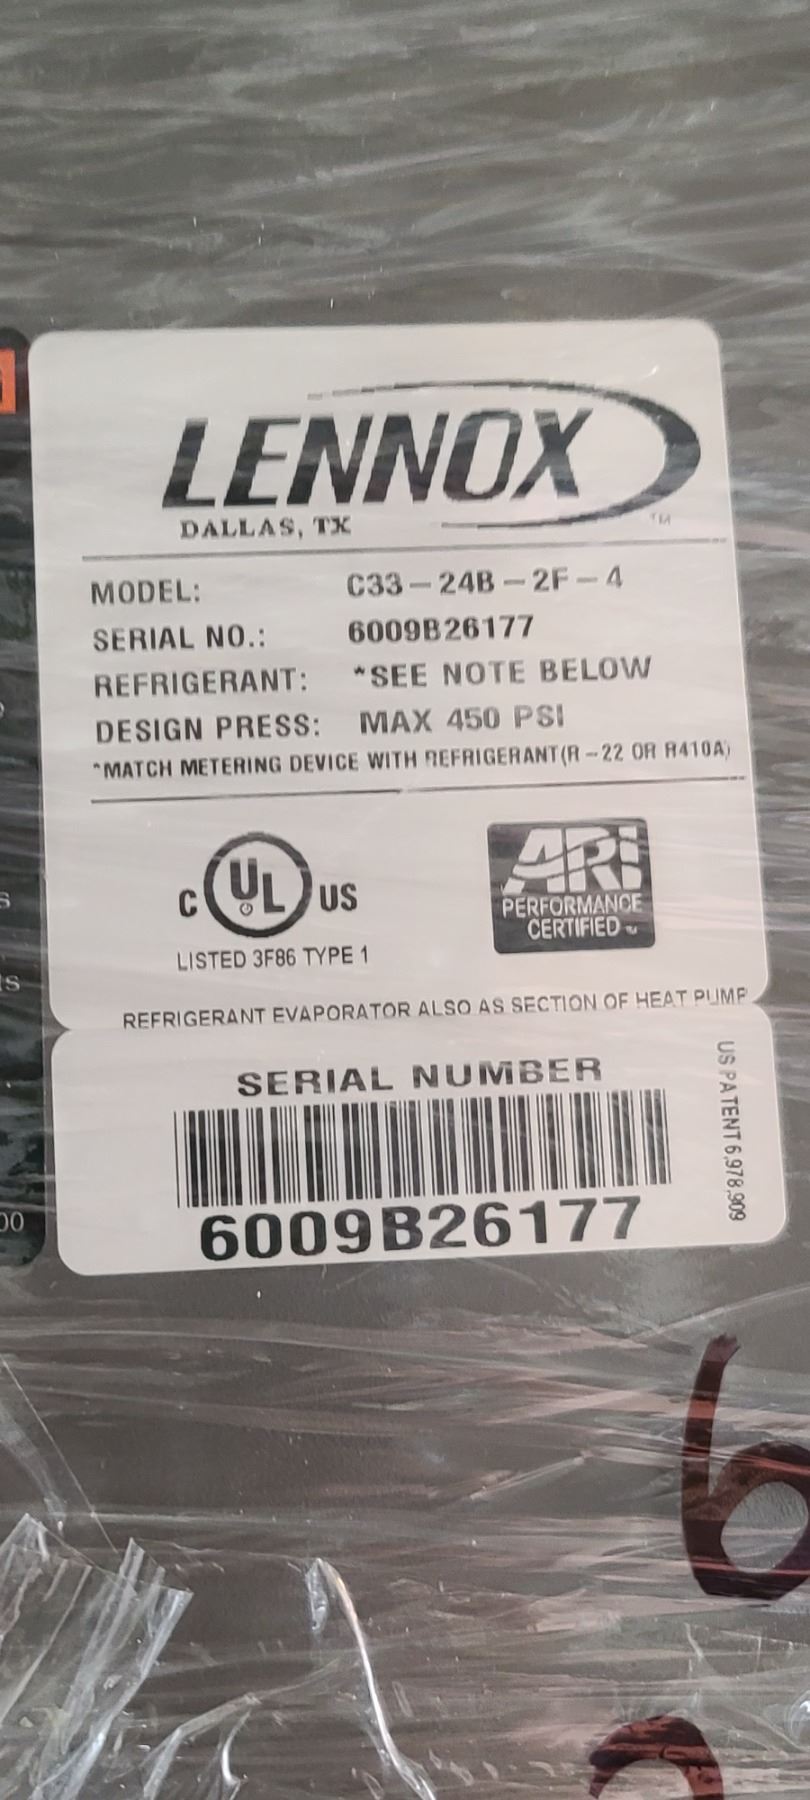 LENNOX
TM
DALLAS, TX
MODEL: C33-24B-2F-4
SERIAL NO.: 6009B26177
REFRIGERANT: *SEE NOTE BELOW
DESIGN PRESS: MAX 450 PSI
*MATCH METERING DEVICE WITH REFRIGERANT(R-22 OR R410A)
C UL US
LISTED 3F86 TYPE 1
ARI
PERFORMANCE
CERTIFIED
REFRIGERANT EVAPORATOR ALSO AS SECTION OF HEAT PUMP
SERIAL NUMBER
6009B26177
US PATENT 6,978,909
6